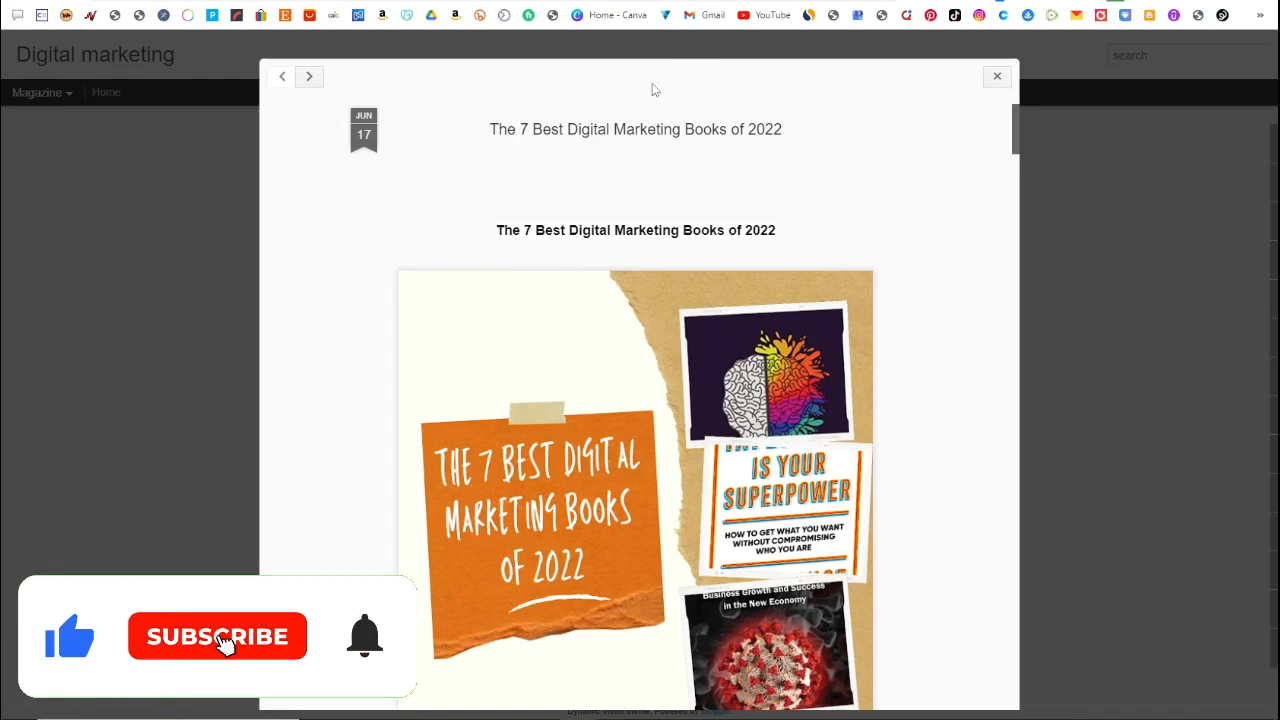 Home - Canva
Gmail
YouTube
»
Digital marketing
search
Magazine
Home
JUN
17
The 7 Best Digital Marketing Books of 2022
The 7 Best Digital Marketing Books of 2022
THE 7 BEST DIGITAL
MARKETING BOOKS
OF 2022
IS YOUR
SUPERPOWER
HOW TO GET WHAT YOU WANT
WITHOUT COMPROMISING
WHO YOU ARE
Business Growth and Success
in the New Economy
SUBSCRIBE